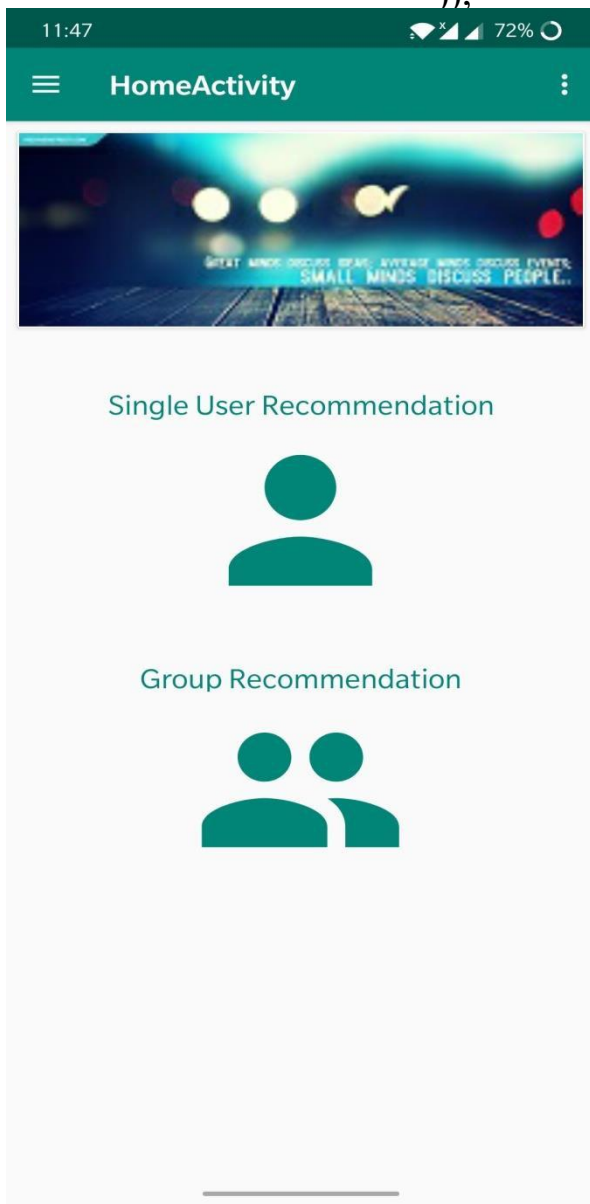 ));
11:47 72%
HomeActivity
GREAT MINDS DISCUSS IDEAS; AVERAGE MINDS DISCUSS EVENTS;
SMALL MINDS DISCUSS PEOPLE..
Single User Recommendation
Group Recommendation